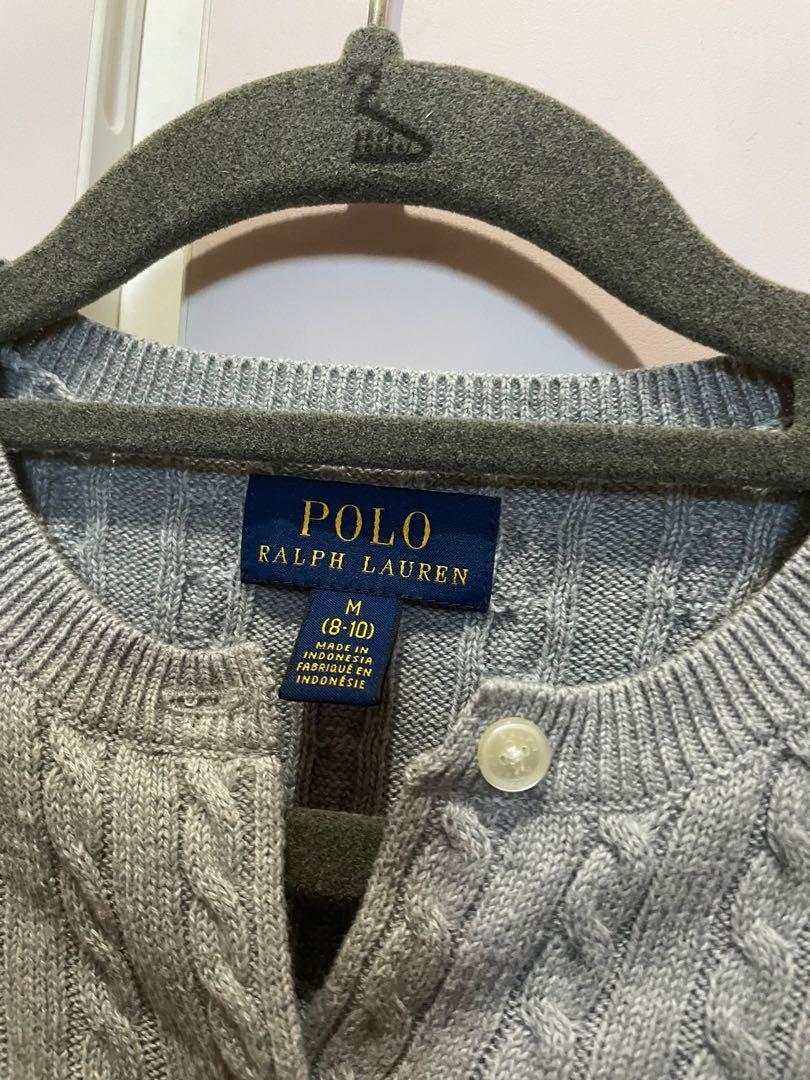 POLO
RALPH LAUREN
M
(8-10)
MADE IN
INDONESIA
FABRIQUÉ EN
INDONÉSIE